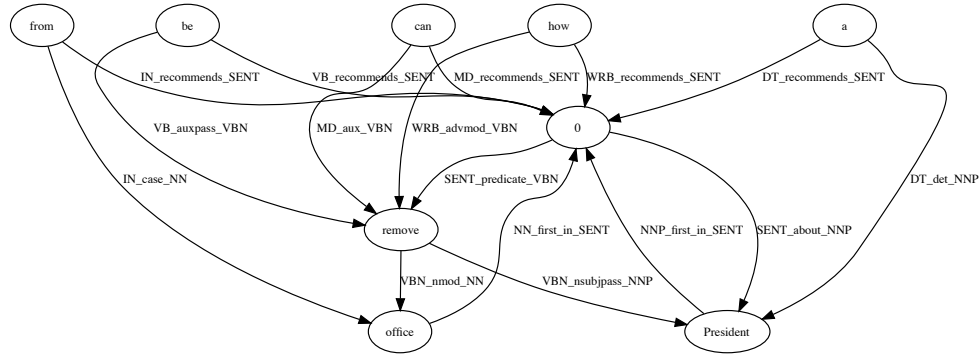 from be can how a
IN_recommends_SENT VB_recommends_SENT MD_recommends_SENT WRB_recommends_SENT DT_recommends_SENT
VB_auxpass_VBN MD_aux_VBN WRB_advmod_VBN 0
IN_case_NN SENT_predicate_VBN DT_det_NNP
remove NN_first_in_SENT NNP_first_in_SENT SENT_about_NNP
VBN_nmod_NN VBN_nsubjpass_NNP
office President